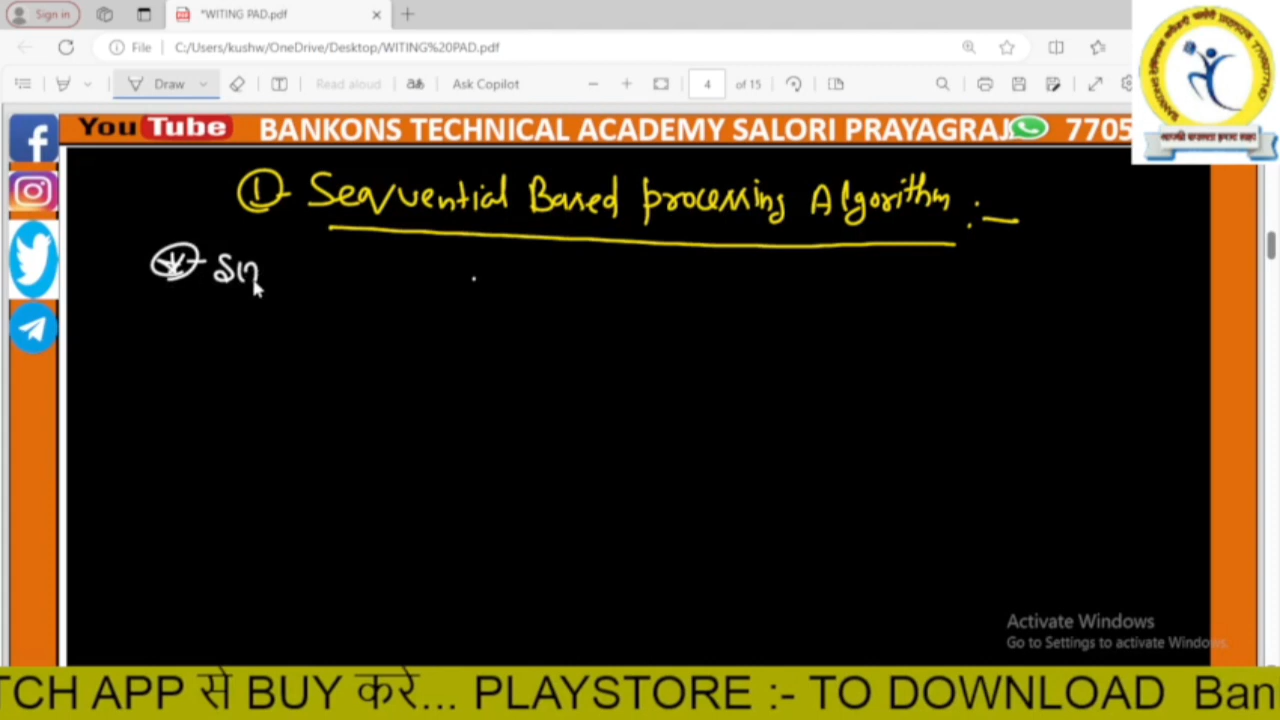 Sign in
*WITING PAD.pdf
File C:/Users/kushw/OneDrive/Desktop/WITING%20PAD.pdf
Draw Read aloud Ask Copilot 4 of 15
YouTube BANKONS TECHNICAL ACADEMY SALORI PRAYAGRAJ 7705
① Sequential Based processing Algorithm :-
Sin
Activate Windows
Go to Settings to activate Windows.
TCH APP से BUY करे... PLAYSTORE :- TO DOWNLOAD Ban